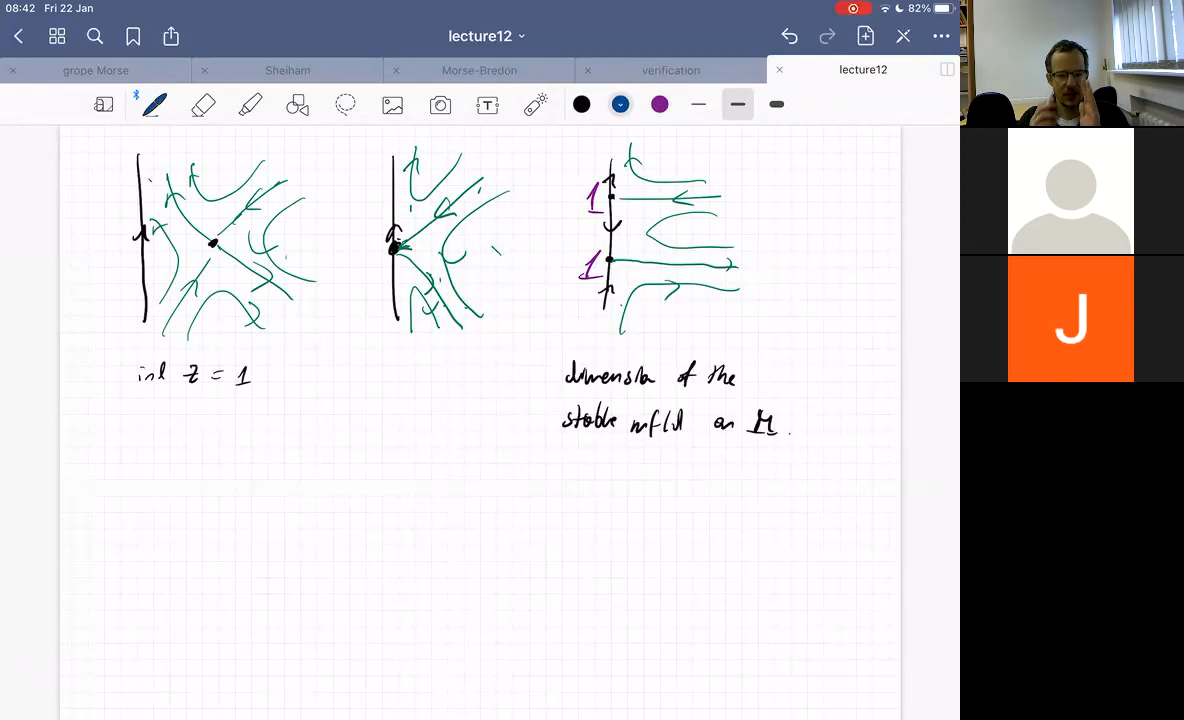 08:42 Fri 22 Jan
82%
lecture12
grope Morse
Sheiham
Morse-Bredon
verification
lecture12
T
1
1
ind z = 1
dimension of the
stable mfld on M.
J